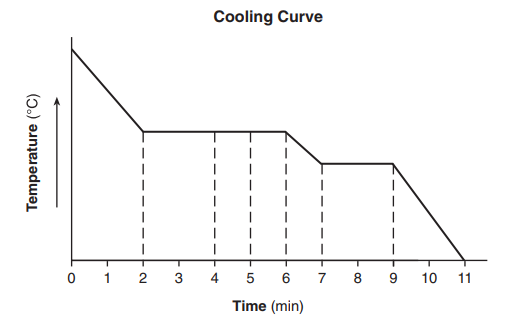 Cooling Curve
Temperature (°C)
0 1 2 3 4 5 6 7 8 9 10 11
Time (min)